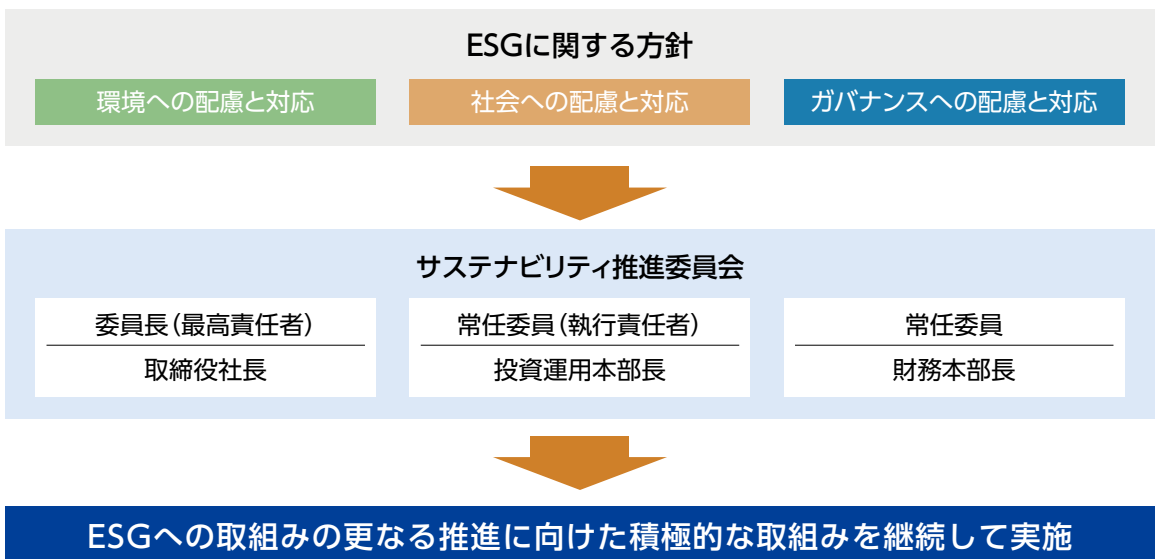 ESGに関する方針
環境への配慮と対応
社会への配慮と対応
ガバナンスへの配慮と対応
サステナビリティ推進委員会
委員長（最高責任者）
取締役社長
常任委員（執行責任者）
投資運用本部長
常任委員
財務本部長
ESGへの取組みの更なる推進に向けた積極的な取組みを継続して実施